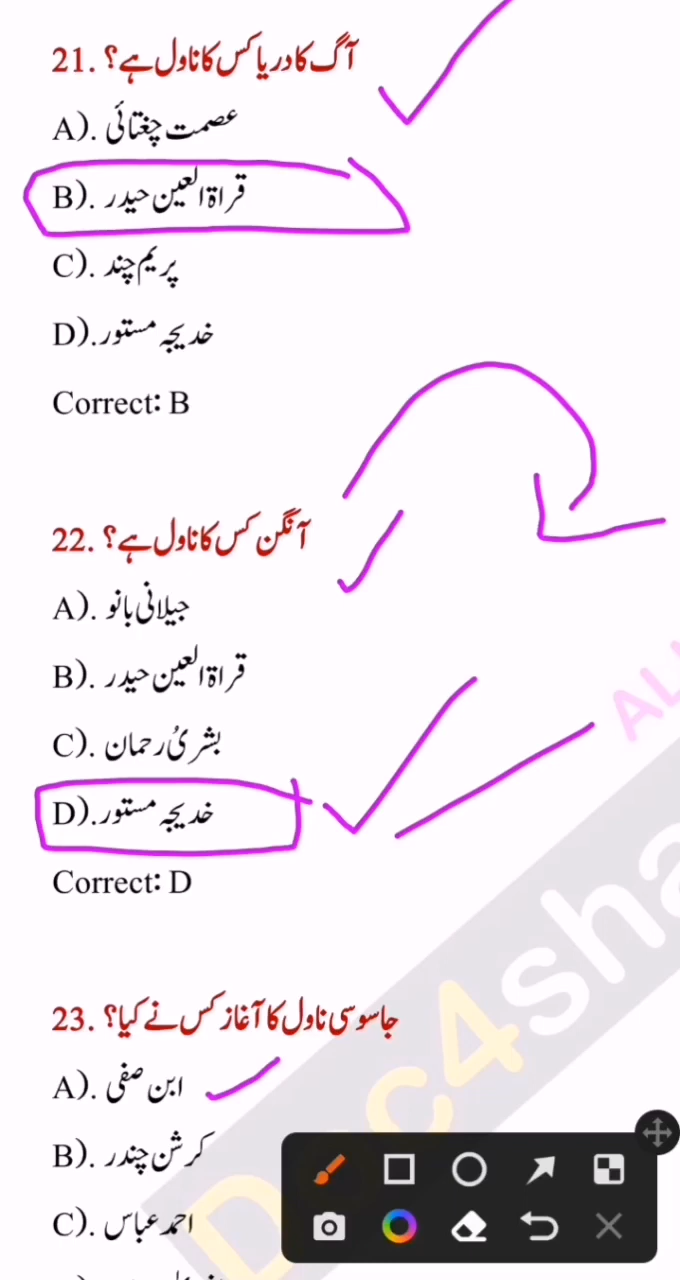 21. آگ کا دریا کس کا ناول ہے؟
A). عصمت چغتائی
B). قراۃ العین حیدر
C). پریم چند
D). خدیجہ مستور
Correct: B
22. آنگن کس کا ناول ہے؟
A). جیلانی بانو
B). قراۃ العین حیدر
C). بشریٰ رحمان
D). خدیجہ مستور
Correct: D
23. جاسوسی ناول کا آغاز کس نے کیا؟
A). ابن صفی
B). کرشن چندر
C). احمد عباس